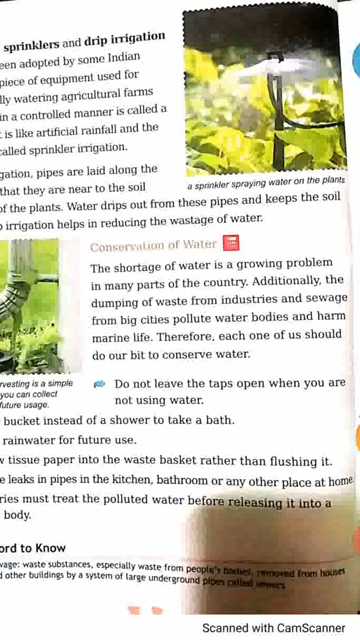 sprinklers and drip irrigation
een adopted by some Indian
piece of equipment used for
lly watering agricultural farms
in a controlled manner is called a
t is like artificial rainfall and the
called sprinkler irrigation.
gation, pipes are laid along the
that they are near to the soil
a sprinkler spraying water on the plants
of the plants. Water drips out from these pipes and keeps the soil
p irrigation helps in reducing the wastage of water.
Conservation of Water
The shortage of water is a growing problem
in many parts of the country. Additionally, the
dumping of waste from industries and sewage
from big cities pollute water bodies and harm
marine life. Therefore, each one of us should
do our bit to conserve water.
rvesting is a simple
you can collect
future usage.
Do not leave the taps open when you are
not using water.
bucket instead of a shower to take a bath.
rainwater for future use.
w tissue paper into the waste basket rather than flushing it.
e leaks in pipes in the kitchen, bathroom or any other place at home.
ries must treat the polluted water before releasing it into a
body.
ord to Know
wage: waste substances, especially waste from people's bodies, removed from houses
d other buildings by a system of large underground pipes called sewers
Scanned with CamScanner